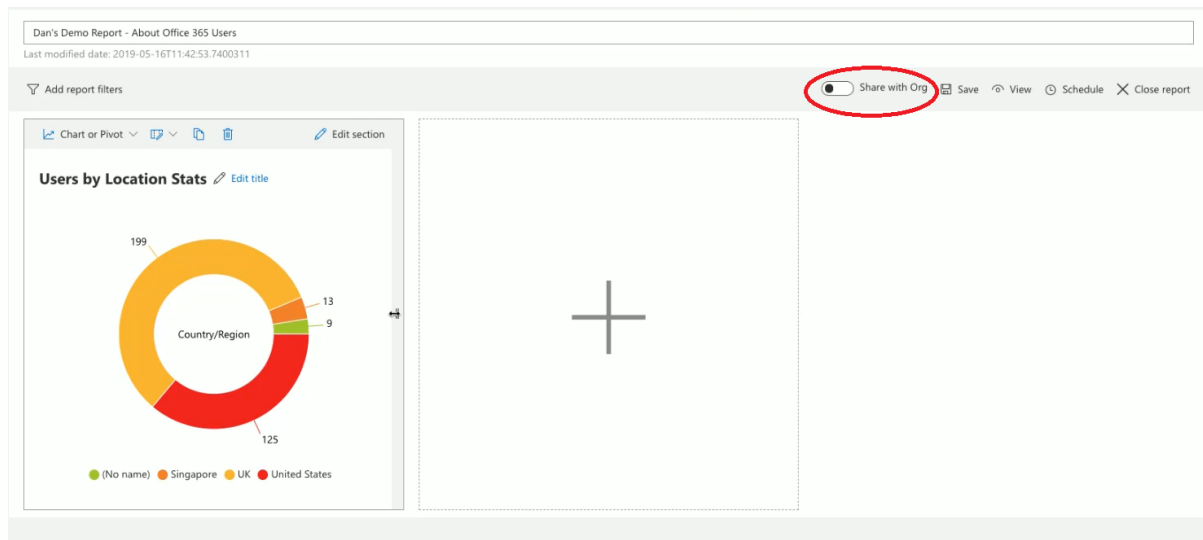 Dan's Demo Report - About Office 365 Users
Last modified date: 2019-05-16T11:42:53.7400311
Add report filters
Share with Org Save View Schedule Close report
Chart or Pivot Edit section
Users by Location Stats Edit title
199
13
9
Country/Region
125
(No name) Singapore UK United States